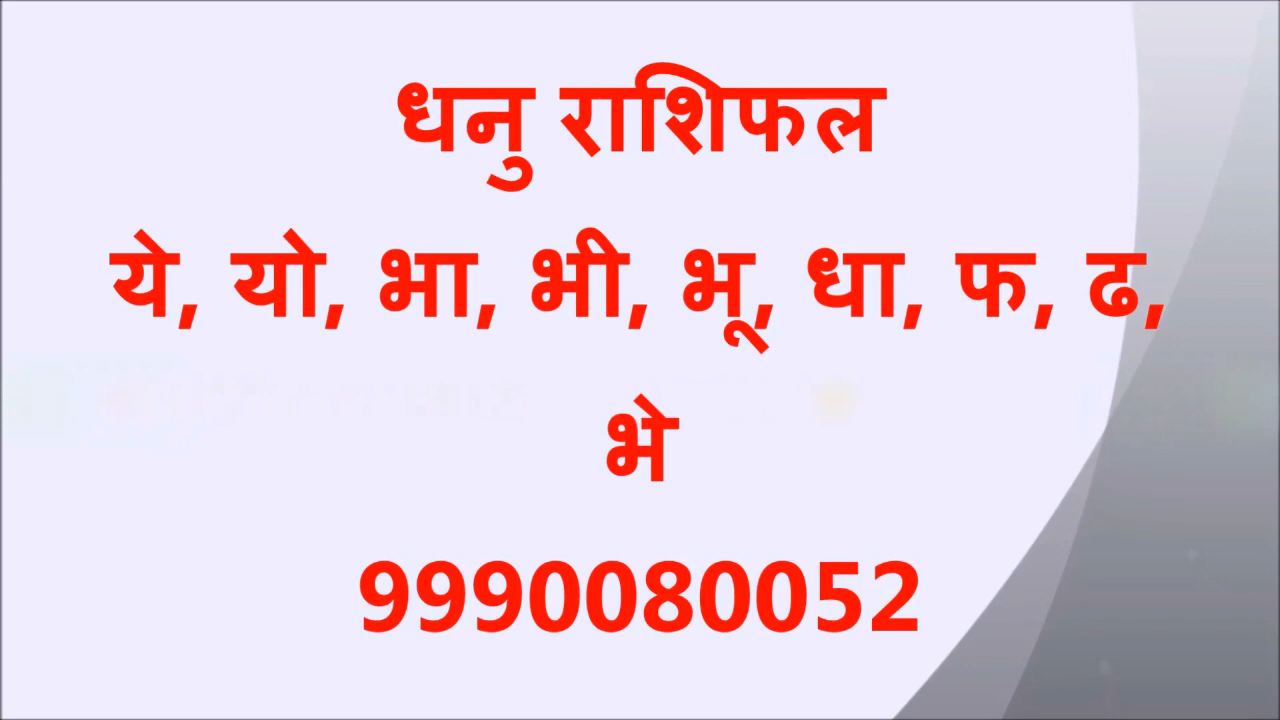 धनु राशिफल
ये, यो, भा, भी, भू, धा, फ, ढ,
भे
9990080052